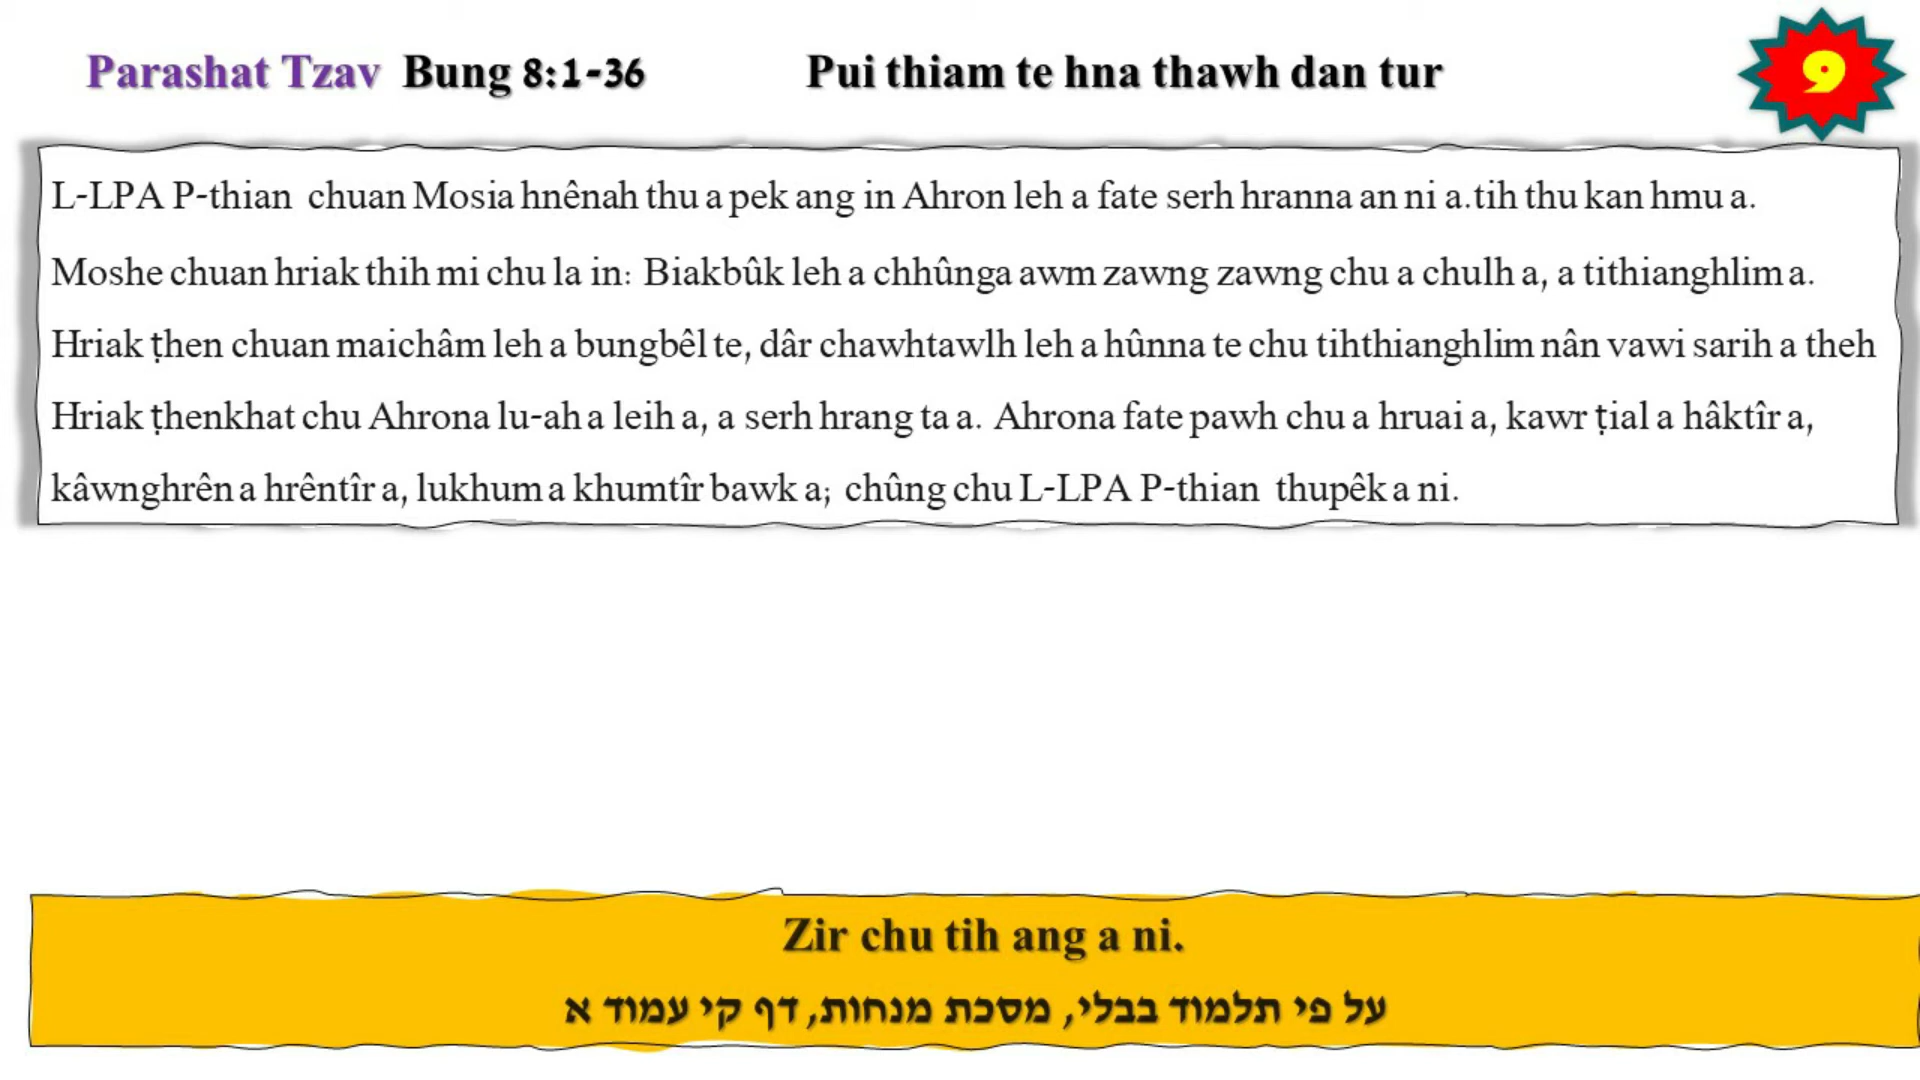 Parashat Tzav Bung 8:1-36 Pui thiam te hna thawh dan tur 9
L-LPA P-thian chuan Mosia hnênah thu a pek ang in Ahron leh a fate serh hranna an ni a.tih thu kan hmu a.
Moshe chuan hriak thih mi chu la in: Biakbûk leh a chhûnga awm zawng zawng chu a chulh a, a tithianghlim a.
Hriak ṭhen chuan maichâm leh a bungbêl te, dâr chawhtawlh leh a hûnna te chu tihthianghlim nân vawi sarih a theh
Hriak ṭhenkhat chu Ahrona lu-ah a leih a, a serh hrang ta a. Ahrona fate pawh chu a hruai a, kawr ṭial a hâktîr a,
kâwnghrên a hrêntîr a, lukhum a khumtîr bawk a; chûng chu L-LPA P-thian thupêk a ni.
Zir chu tih ang a ni.
על פי תלמוד בבלי, מסכת מנחות, דף קי עמוד א